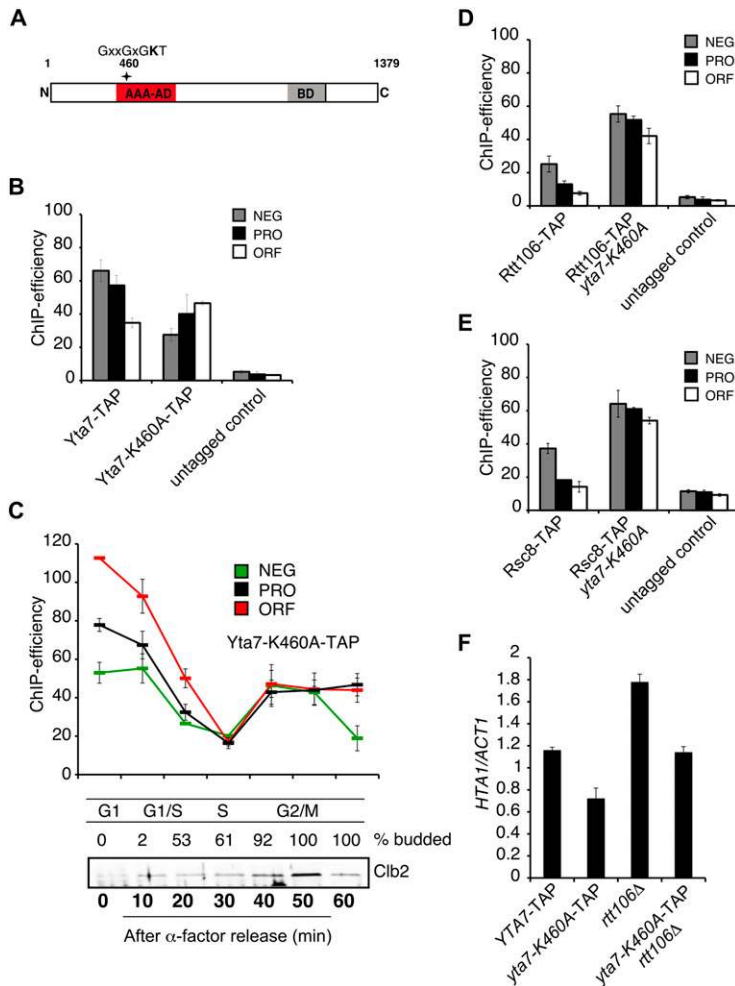 A
GxxGxGKT
1 460 1379
N AAA-AD BD C
B
ChIP-efficiency
100
80
60
40
20
0
NEG
PRO
ORF
Yta7-TAP
Yta7-K460A-TAP
untagged control
C
ChIP-efficiency
120
100
80
60
40
20
0
NEG
PRO
ORF
Yta7-K460A-TAP
G1 G1/S S G2/M
0 2 53 61 92 100 100 % budded
Clb2
0 10 20 30 40 50 60
After α-factor release (min)
D
ChIP-efficiency
100
80
60
40
20
0
NEG
PRO
ORF
Rtt106-TAP
Rtt106-TAP
yta7-K460A
untagged control
E
ChIP-efficiency
100
80
60
40
20
0
NEG
PRO
ORF
Rsc8-TAP
Rsc8-TAP
yta7-K460A
untagged control
F
HTA1/ACT1
2
1.8
1.6
1.4
1.2
1
0.8
0.6
0.4
0.2
0
YTA7-TAP
yta7-K460A-TAP
rtt106Δ
yta7-K460A-TAP
rtt106Δ